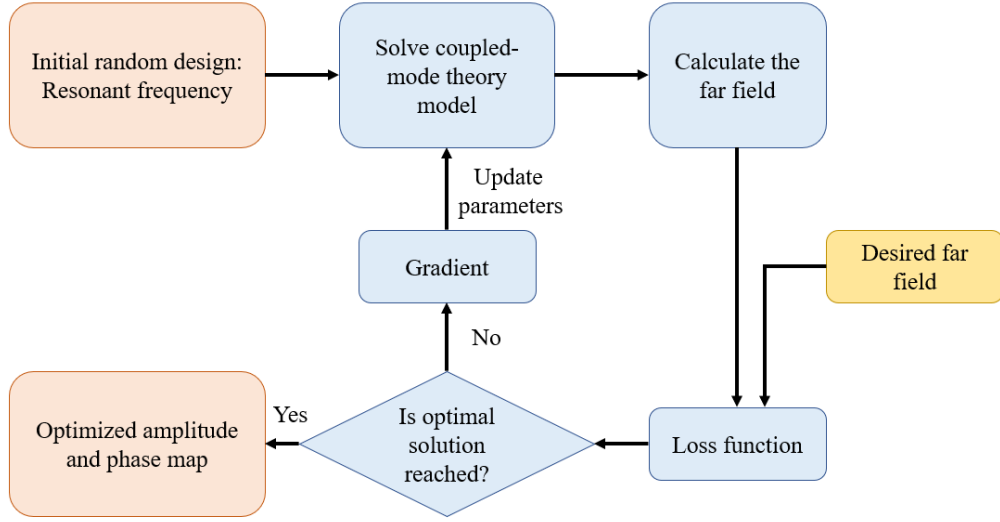 Initial random design:
Resonant frequency
Solve coupled-
mode theory
model
Calculate the
far field
Update
parameters
Gradient
Desired far
field
No
Yes
Optimized amplitude
and phase map
Is optimal
solution
reached?
Loss function